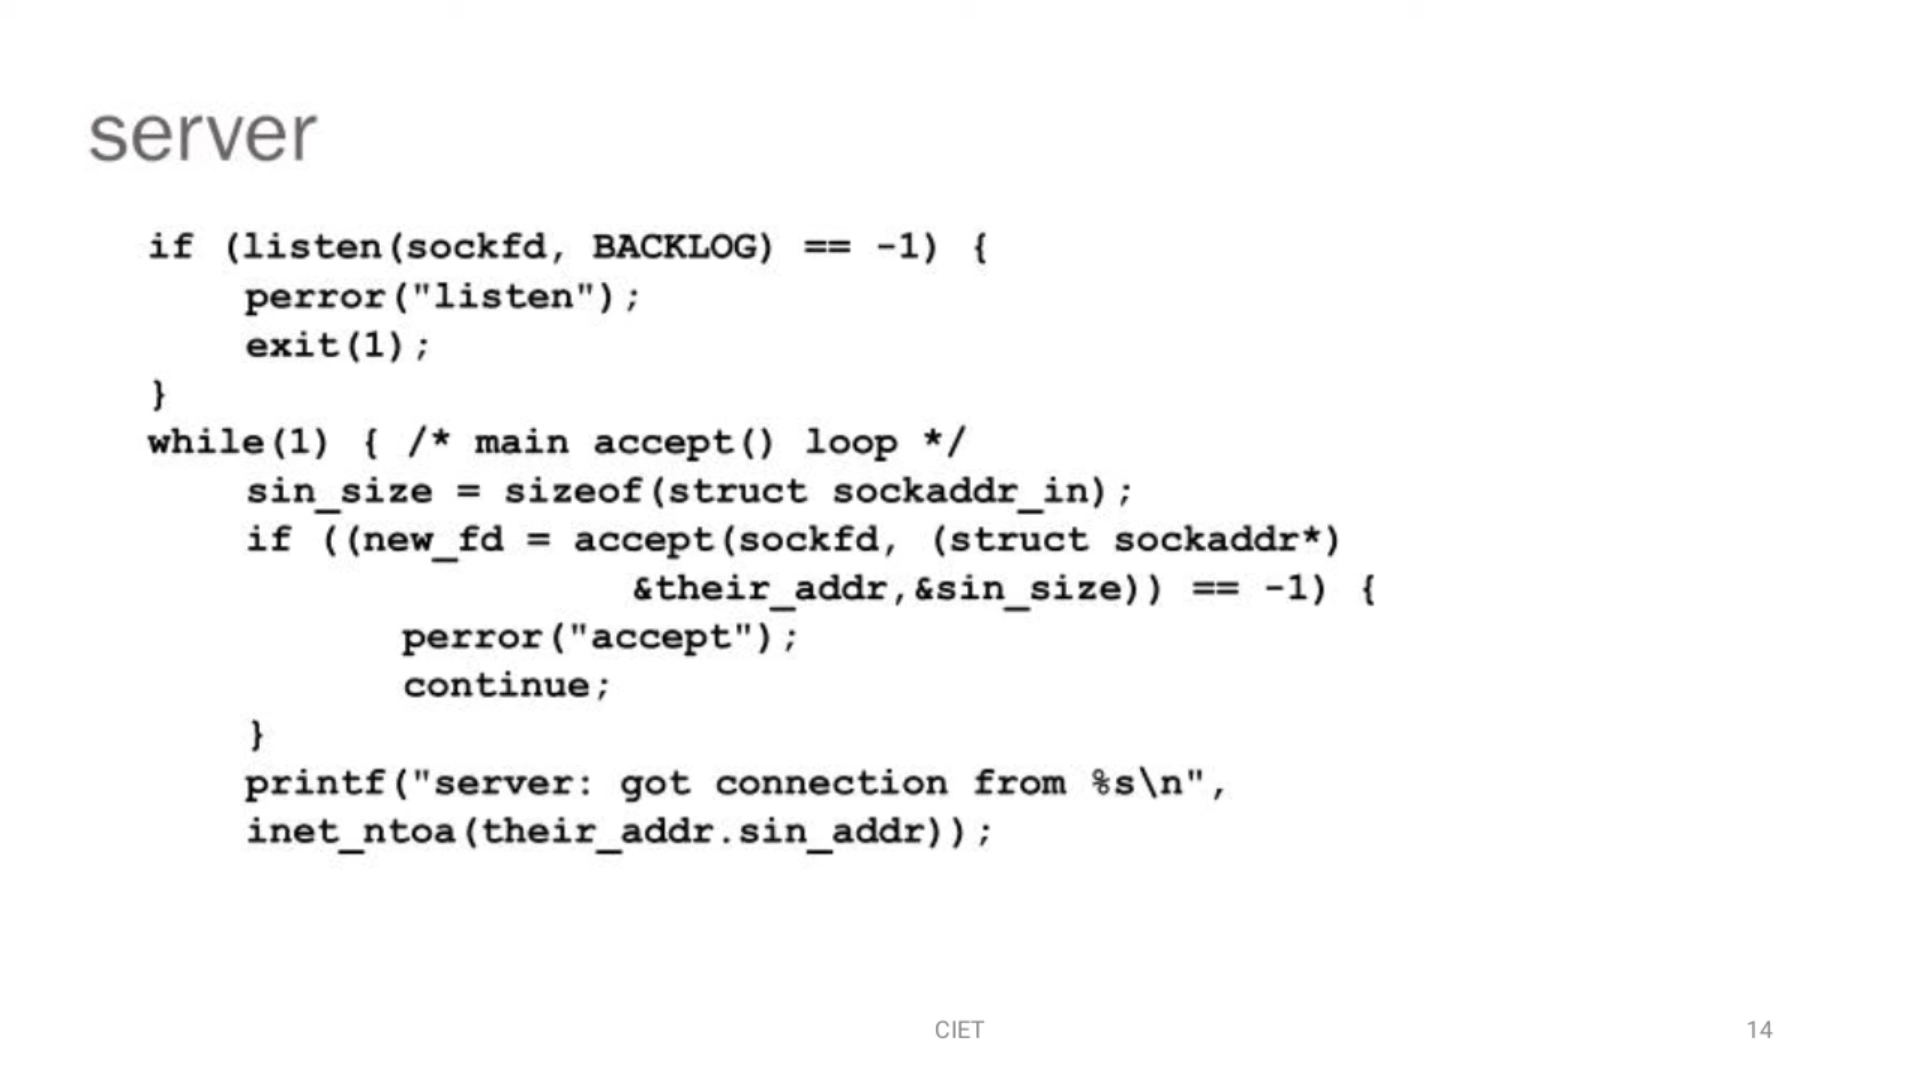 server
if (listen(sockfd, BACKLOG) == -1) {
perror("listen");
exit(1);
}
while(1) { /* main accept() loop */
sin_size = sizeof(struct sockaddr_in);
if ((new_fd = accept(sockfd, (struct sockaddr*)
&their_addr,&sin_size)) == -1) {
perror("accept");
continue;
}
printf("server: got connection from %s\n",
inet_ntoa(their_addr.sin_addr));
CIET
14